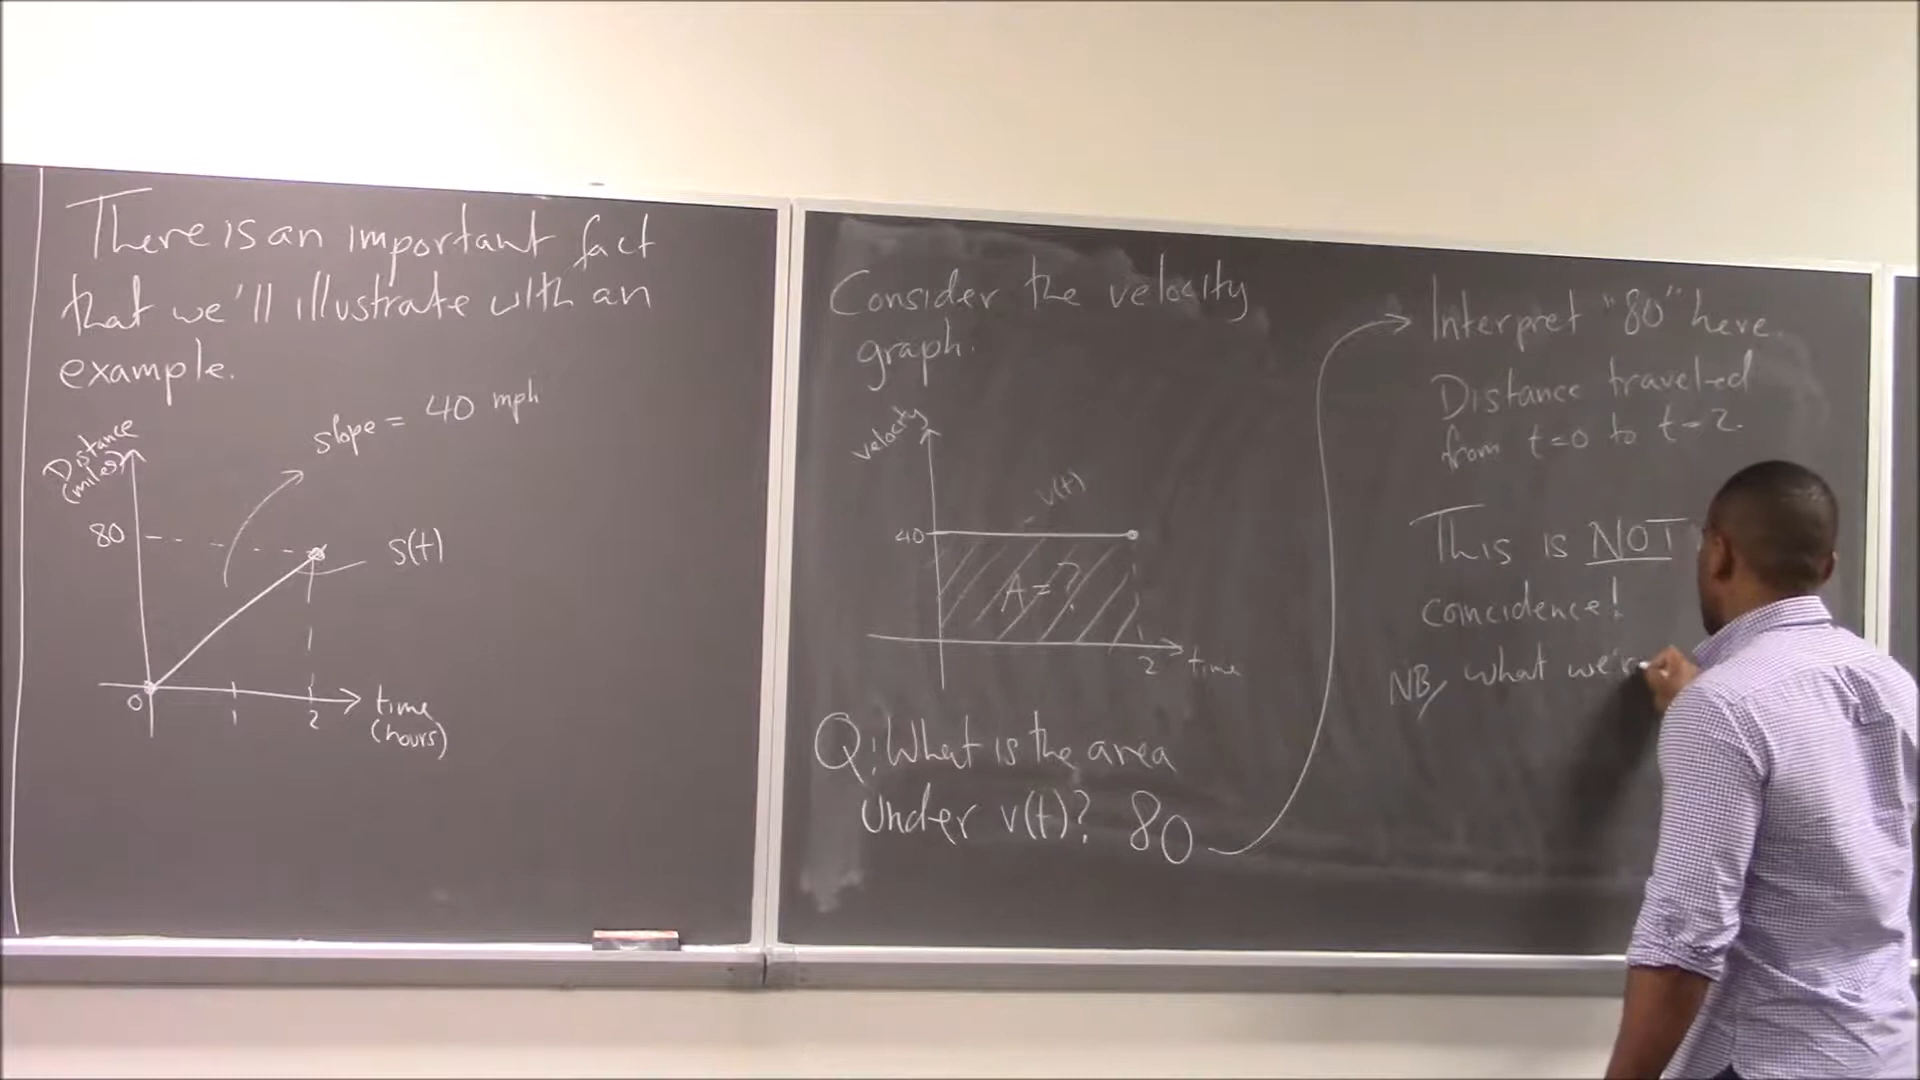 There is an important fact
that we'll illustrate with an
example.
slope = 40 mph
Distance
(miles)
80
S(t)
0
1
2
time
(hours)
Consider the velocity
graph.
velocity
v(t)
40
A = ?
2
time
Q: What is the area
under v(t)? 80
Interpret "80" here.
Distance traveled
from t=0 to t=2.
This is NOT
coincidence!
NB/ What we'r